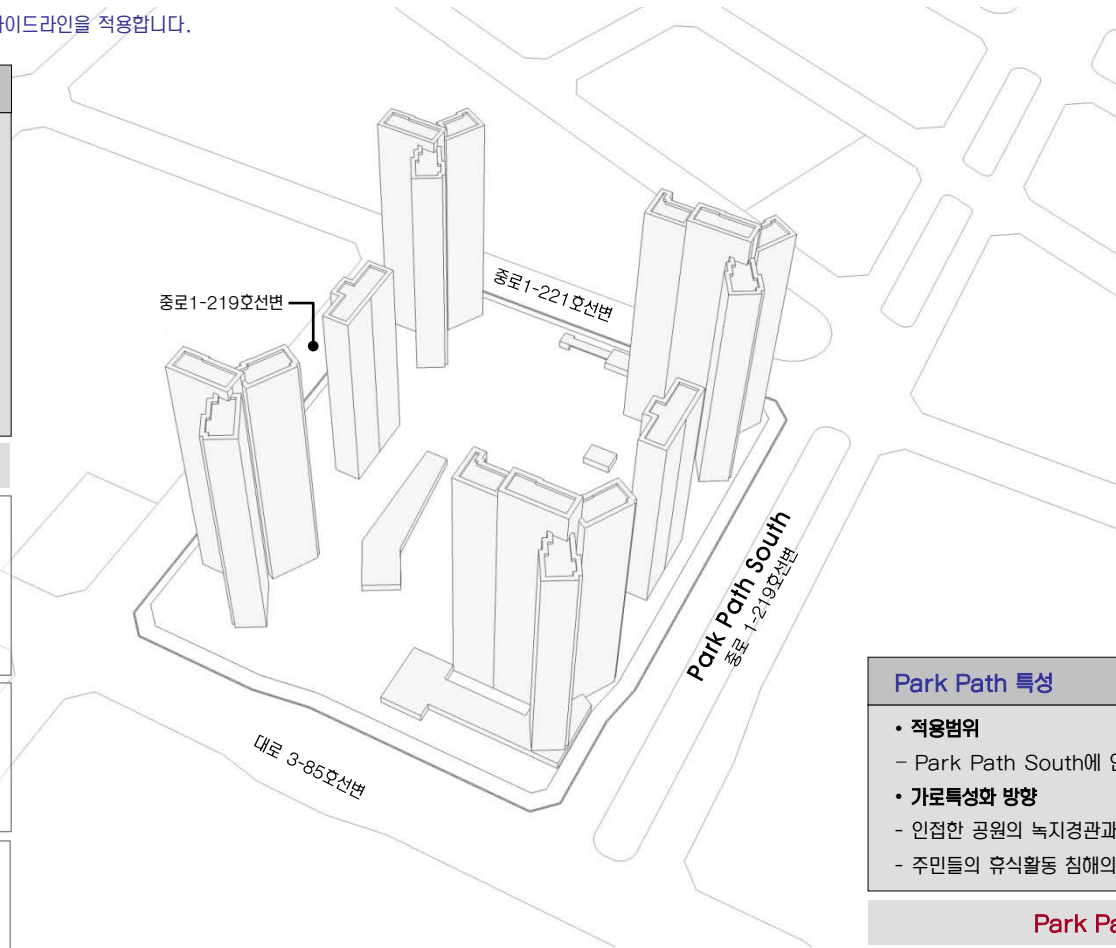 이드라인을 적용합니다.
중로1-221호선변
중로1-219호선변
Park Path South
중로 1-219호선변
대로 3-85호선변
Park Path 특성
• 적용범위
- Park Path South에
• 가로특성화 방향
- 인접한 공원의 녹지경관과
- 주민들의 휴식활동 침해의
Park Pa